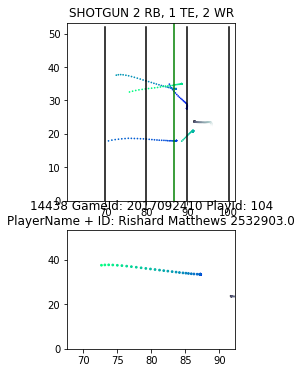 SHOTGUN 2 RB, 1 TE, 2 WR
50
40
30
20
10
0
70 80 90 100
14438 GameId: 2017092410 PlayId: 104
PlayerName + ID: Rishard Matthews 2532903.0
40
20
0
70 75 80 85 90